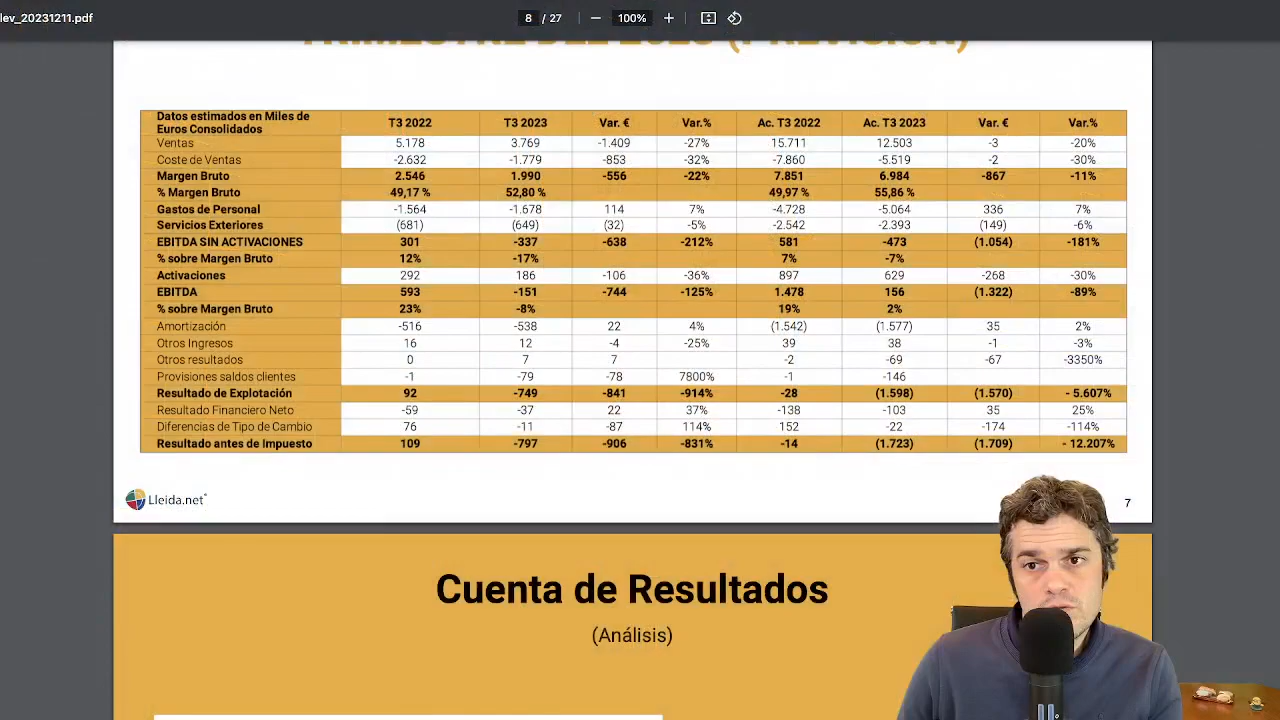 lev_20231211.pdf
8 / 27 — 100% +
TRIMESTRE DEL 2023 (PREVISIÓN)
Datos estimados en Miles de Euros Consolidados T3 2022 T3 2023 Var. € Var.% Ac. T3 2022 Ac. T3 2023 Var. € Var.%
Ventas 5.178 3.769 -1.409 -27% 15.711 12.503 -3 -20%
Coste de Ventas -2.632 -1.779 -853 -32% -7.860 -5.519 -2 -30%
Margen Bruto 2.546 1.990 -556 -22% 7.851 6.984 -867 -11%
% Margen Bruto 49,17 % 52,80 % 49,97 % 55,86 %
Gastos de Personal -1.564 -1.678 114 7% -4.728 -5.064 336 7%
Servicios Exteriores (681) (649) (32) -5% -2.542 -2.393 (149) -6%
EBITDA SIN ACTIVACIONES 301 -337 -638 -212% 581 -473 (1.054) -181%
% sobre Margen Bruto 12% -17% 7% -7%
Activaciones 292 186 -106 -36% 897 629 -268 -30%
EBITDA 593 -151 -744 -125% 1.478 156 (1.322) -89%
% sobre Margen Bruto 23% -8% 19% 2%
Amortización -516 -538 22 4% (1.542) (1.577) 35 2%
Otros Ingresos 16 12 -4 -25% 39 38 -1 -3%
Otros resultados 0 7 7 -2 -69 -67 -3350%
Provisiones saldos clientes -1 -79 -78 7800% -1 -146
Resultado de Explotación 92 -749 -841 -914% -28 (1.598) (1.570) - 5.607%
Resultado Financiero Neto -59 -37 22 37% -138 -103 35 25%
Diferencias de Tipo de Cambio 76 -11 -87 114% 152 -22 -174 -114%
Resultado antes de Impuesto 109 -797 -906 -831% -14 (1.723) (1.709) - 12.207%
Lleida.net
7
Cuenta de Resultados
(Análisis)